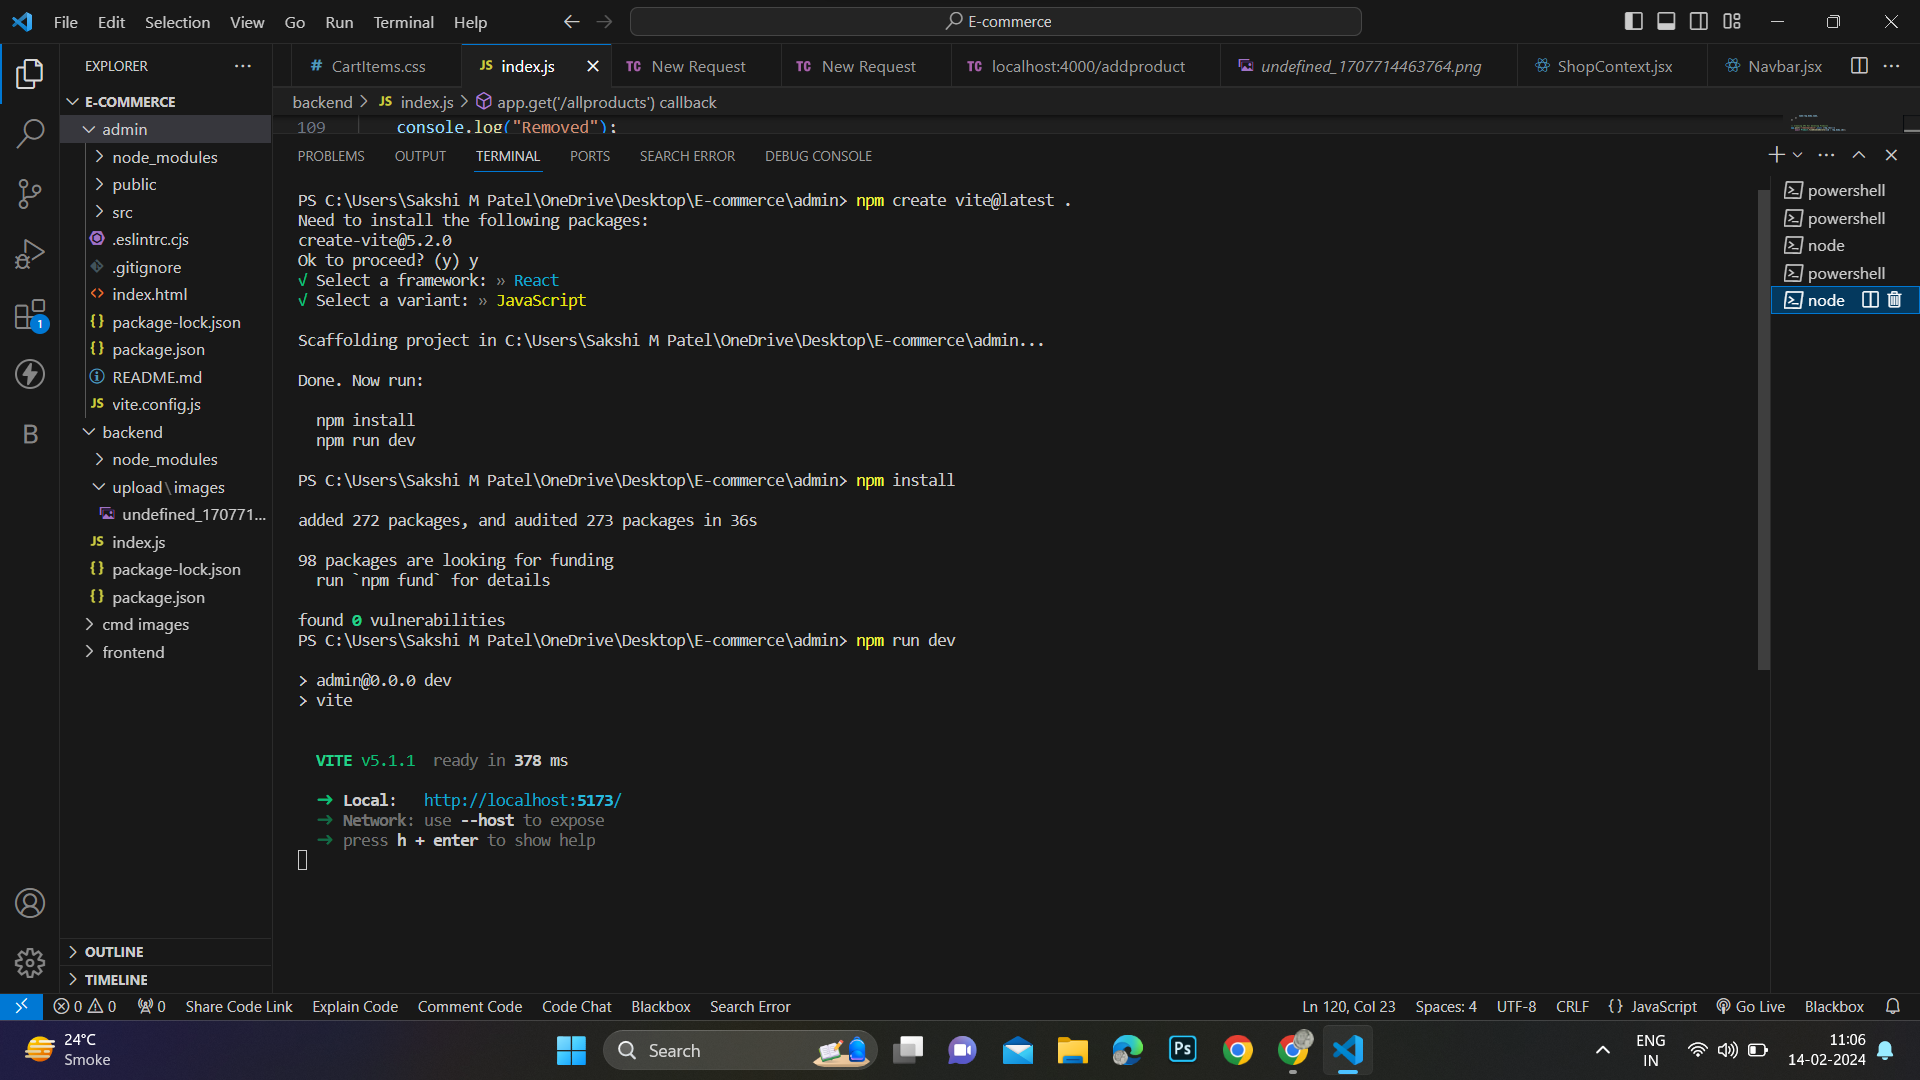 File Edit Selection View Go Run Terminal Help
E-commerce
EXPLORER
CartItems.css
JS index.js
TC New Request
TC New Request
TC localhost:4000/addproduct
undefined_1707714463764.png
ShopContext.jsx
Navbar.jsx
backend > JS index.js > app.get('/allproducts') callback
109 console.log("Removed");
E-COMMERCE
admin
node_modules
public
src
.eslintrc.cjs
.gitignore
index.html
package-lock.json
package.json
README.md
JS vite.config.js
backend
node_modules
upload\images
undefined_170771...
JS index.js
package-lock.json
package.json
cmd images
frontend
OUTLINE
TIMELINE
1
B
PROBLEMS OUTPUT TERMINAL PORTS SEARCH ERROR DEBUG CONSOLE
PS C:\Users\Sakshi M Patel\OneDrive\Desktop\E-commerce\admin> npm create vite@latest .
Need to install the following packages:
create-vite@5.2.0
Ok to proceed? (y) y
√ Select a framework: » React
√ Select a variant: » JavaScript
Scaffolding project in C:\Users\Sakshi M Patel\OneDrive\Desktop\E-commerce\admin...
Done. Now run:
npm install
npm run dev
PS C:\Users\Sakshi M Patel\OneDrive\Desktop\E-commerce\admin> npm install
added 272 packages, and audited 273 packages in 36s
98 packages are looking for funding
run `npm fund` for details
found 0 vulnerabilities
PS C:\Users\Sakshi M Patel\OneDrive\Desktop\E-commerce\admin> npm run dev
> admin@0.0.0 dev
> vite
VITE v5.1.1 ready in 378 ms
➜ Local: http://localhost:5173/
➜ Network: use --host to expose
➜ press h + enter to show help
powershell
powershell
node
powershell
node
0 0 0 Share Code Link Explain Code Comment Code Code Chat Blackbox Search Error
Ln 120, Col 23 Spaces: 4 UTF-8 CRLF {} JavaScript Go Live Blackbox
24°C
Smoke
Search
Ps
ENG
IN
11:06
14-02-2024